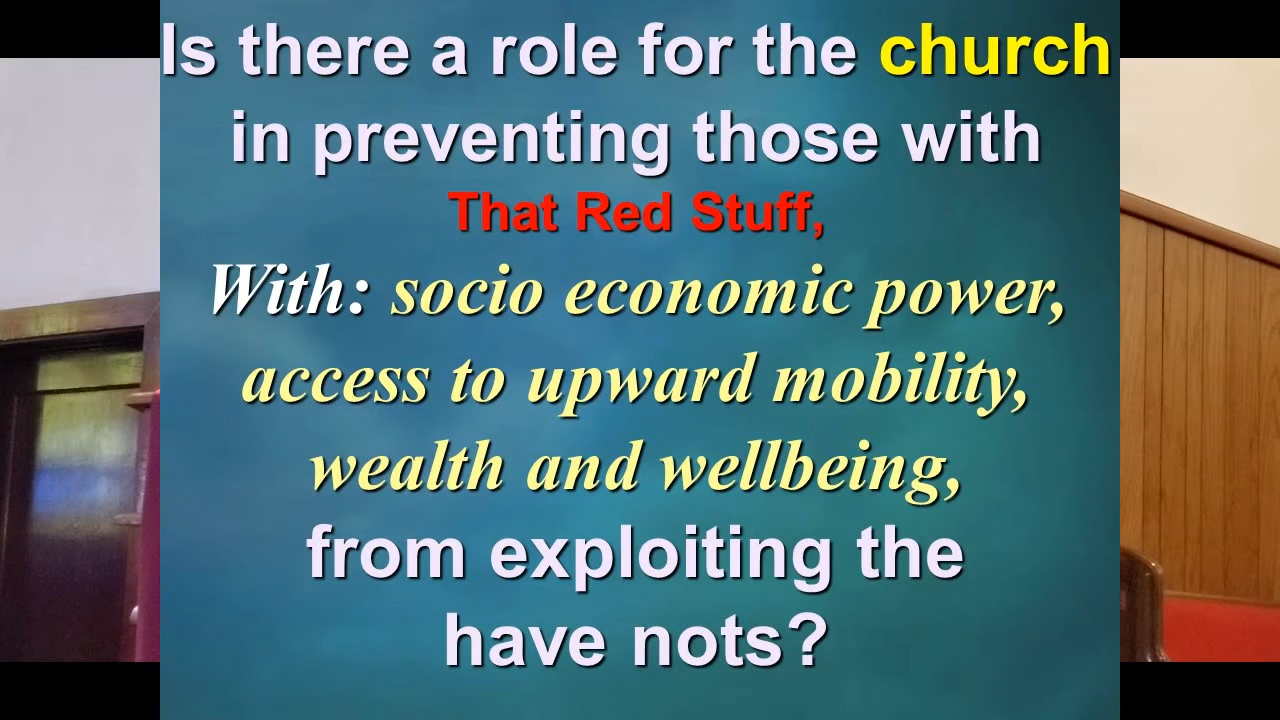 Is there a role for the church
in preventing those with
That Red Stuff,
With: socio economic power,
access to upward mobility,
wealth and wellbeing,
from exploiting the
have nots?